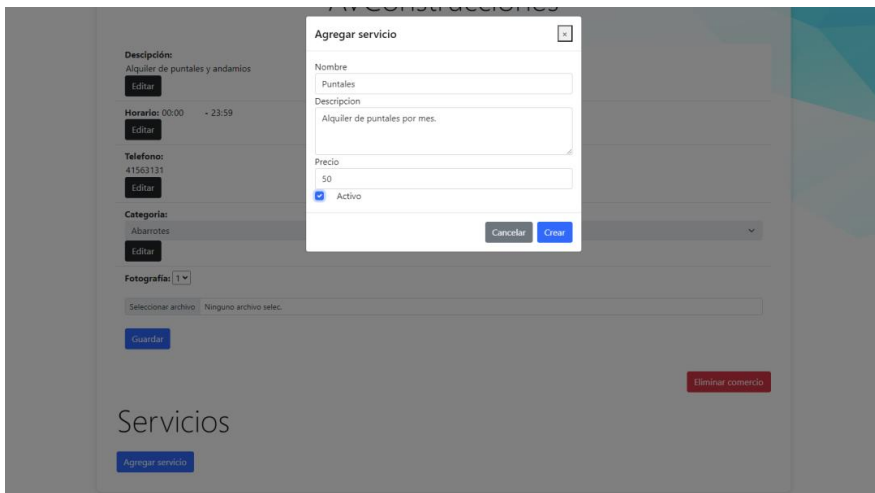 AvConstrucciones
Agregar servicio
×
Nombre
Puntales
Descripcion
Alquiler de puntales por mes.
Precio
50
Activo
Cancelar
Crear
Descipción:
Alquiler de puntales y andamios
Editar
Horario: 00:00 - 23:59
Editar
Telefono:
41563131
Editar
Categoria:
Abarrotes
Editar
Fotografía: 1
Seleccionar archivo Ninguno archivo selec.
Guardar
Eliminar comercio
Servicios
Agregar servicio